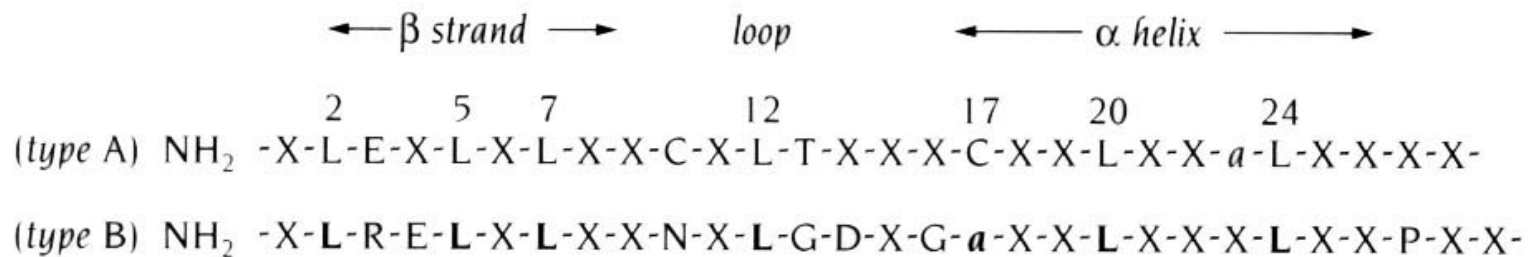 ← β strand → loop ← α helix →
2 5 7 12 17 20 24
(type A) NH₂ -X-L-E-X-L-X-L-X-X-C-X-L-T-X-X-X-C-X-X-L-X-X-a-L-X-X-X-X-
(type B) NH₂ -X-L-R-E-L-X-L-X-X-N-X-L-G-D-X-G-a-X-X-L-X-X-X-L-X-X-P-X-X-